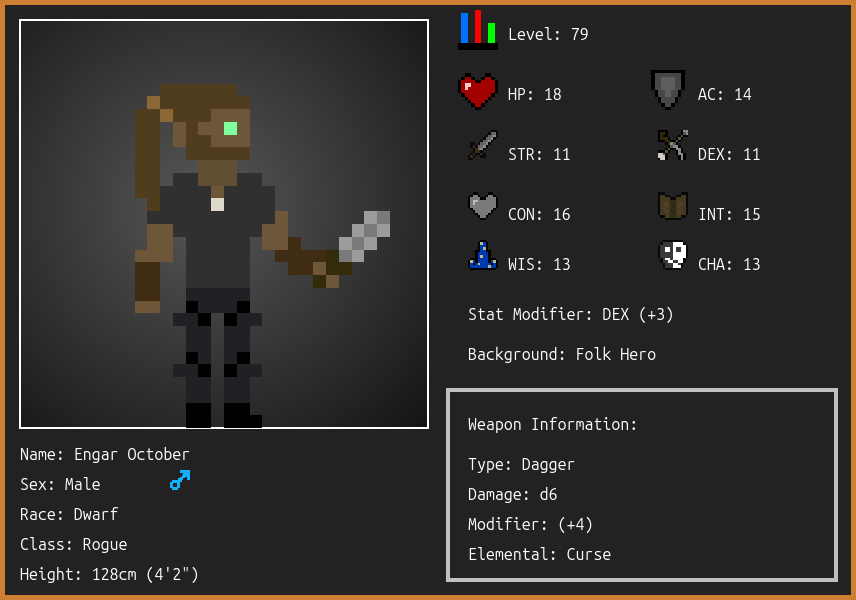 Level: 79
HP: 18
AC: 14
STR: 11
DEX: 11
CON: 16
INT: 15
WIS: 13
CHA: 13
Stat Modifier: DEX (+3)
Background: Folk Hero
Weapon Information:
Type: Dagger
Damage: d6
Modifier: (+4)
Elemental: Curse
Name: Engar October
Sex: Male
Race: Dwarf
Class: Rogue
Height: 128cm (4'2")